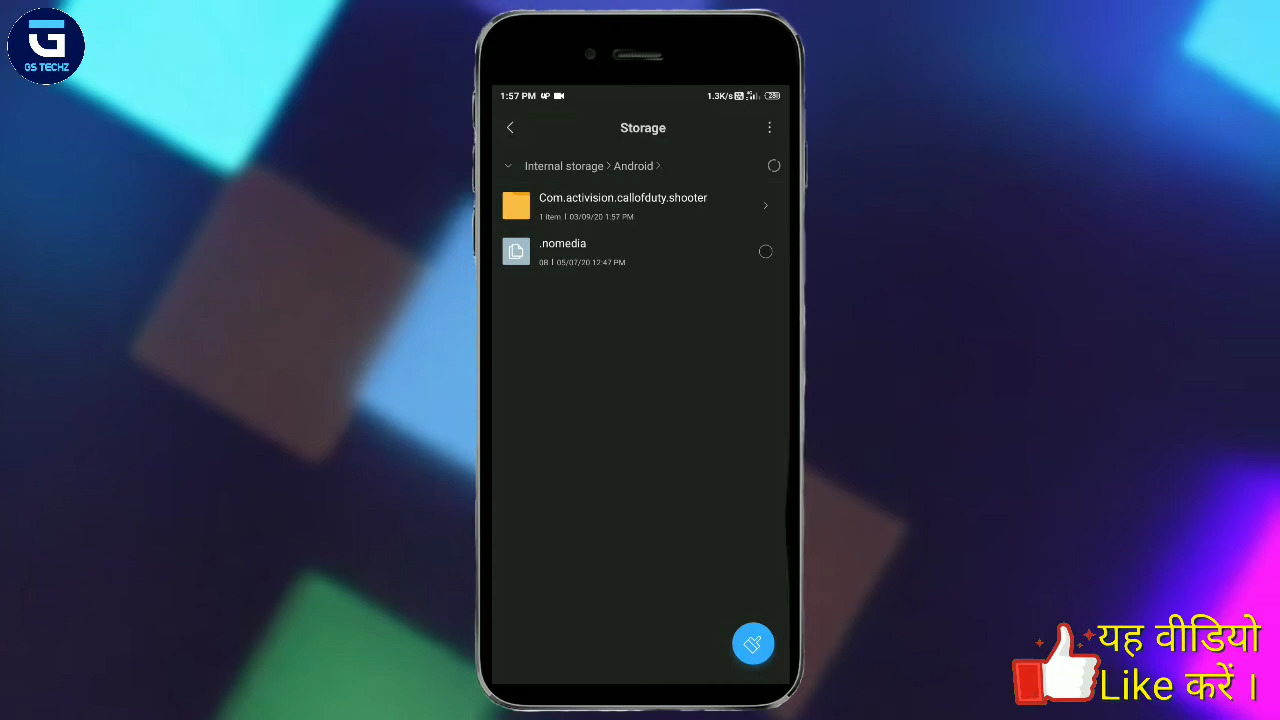 GS TECHZ
1:57 PM 1.3K/s
Storage
Internal storage > Android >
Com.activision.callofduty.shooter
1 item | 03/09/20 1:57 PM
.nomedia
0B | 05/07/20 12:47 PM
यह वीडियो
Like करें ।